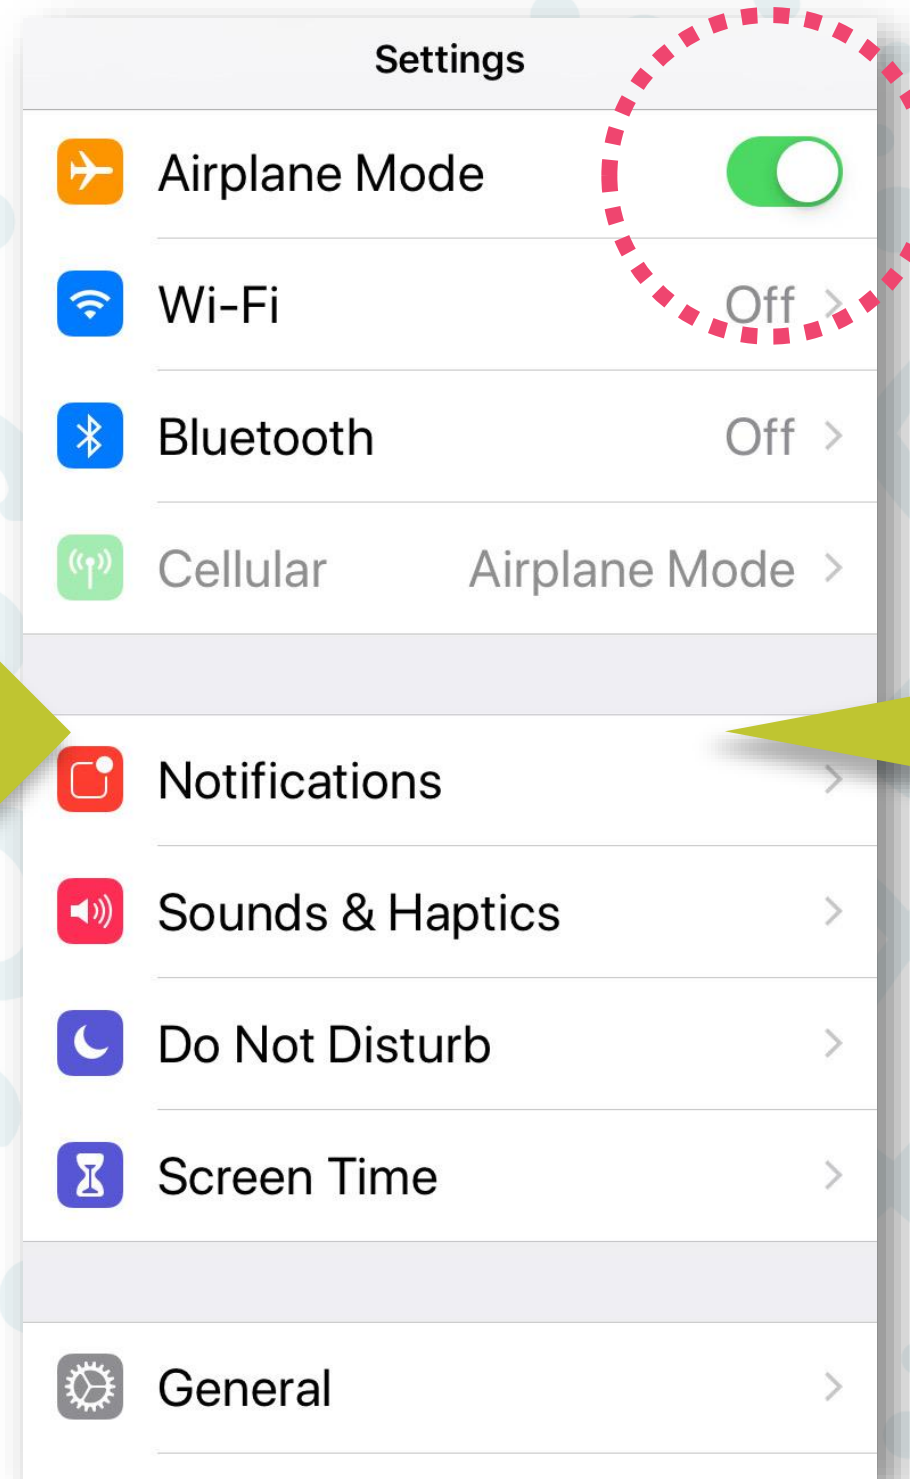 Settings
Airplane Mode
Wi-Fi Off
Bluetooth Off
Cellular Airplane Mode
Notifications
Sounds & Haptics
Do Not Disturb
Screen Time
General